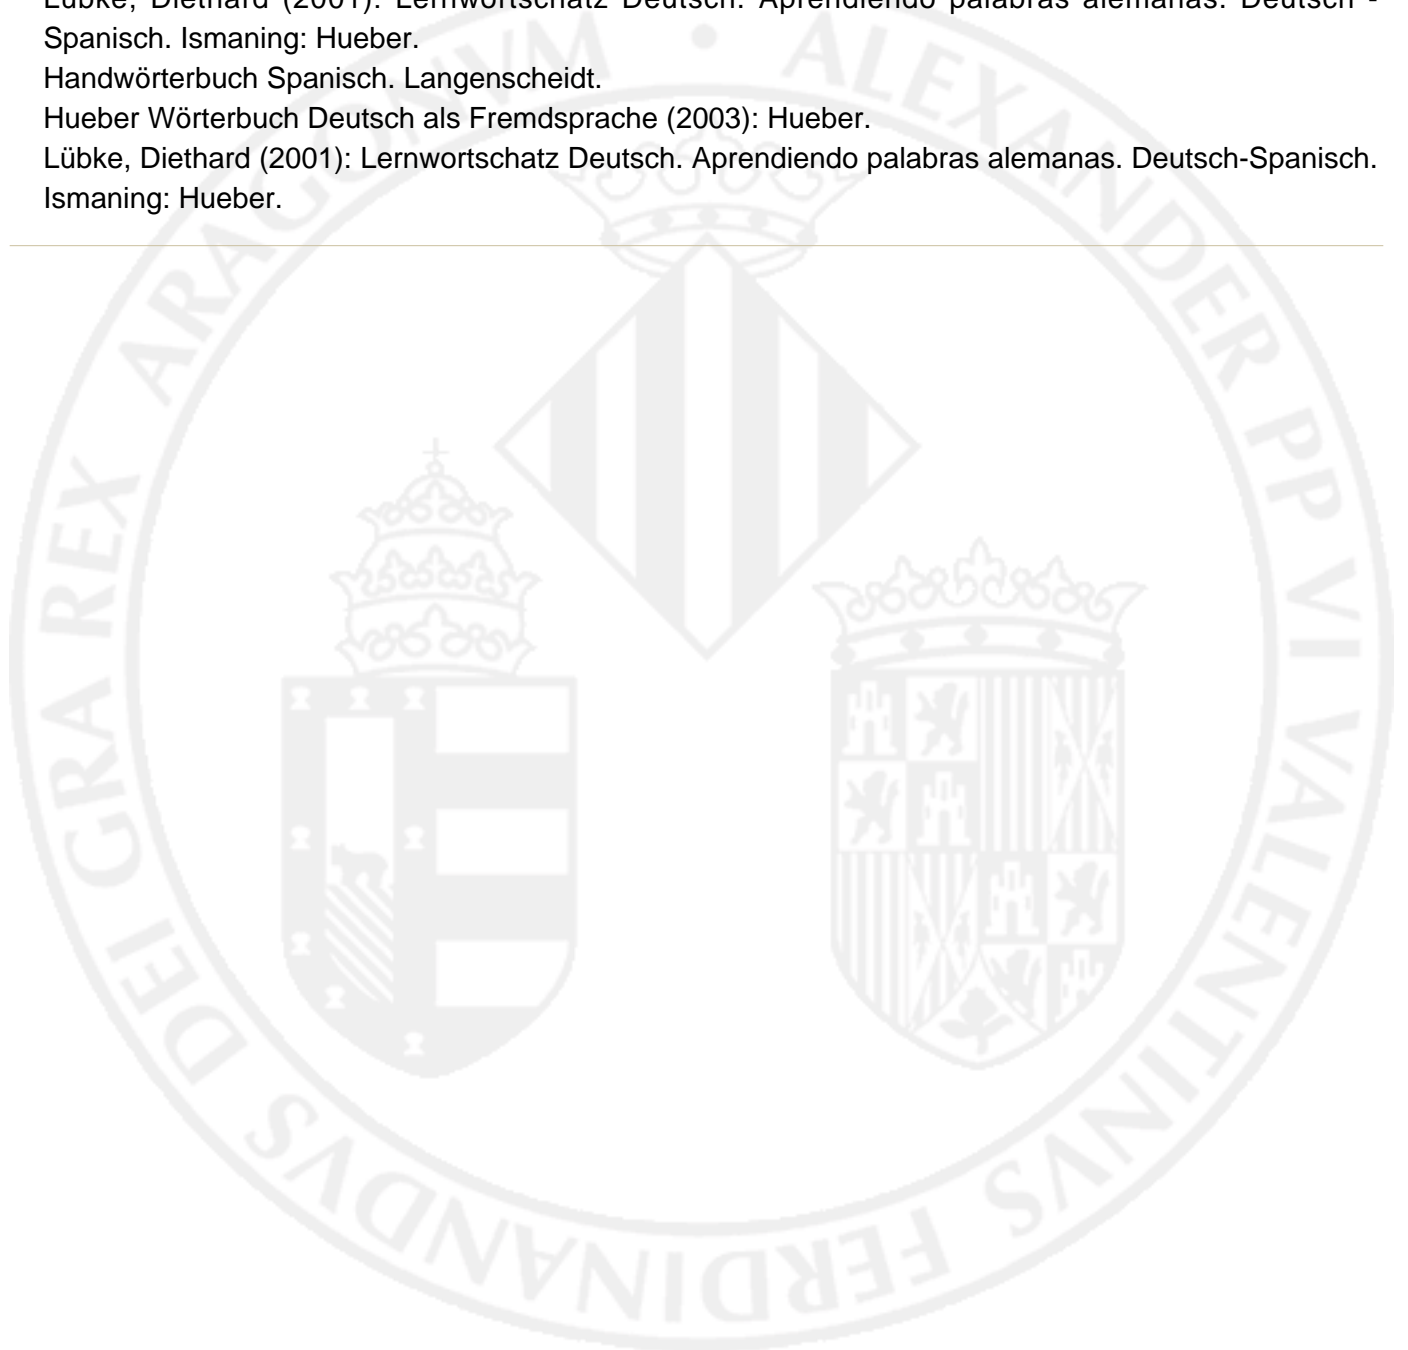 Lübke, Diethard (2001): Lernwortschatz Deutsch. Aprendiendo palabras alemanas. Deutsch -
Spanisch. Ismaning: Hueber.
Handwörterbuch Spanisch. Langenscheidt.
Hueber Wörterbuch Deutsch als Fremdsprache (2003): Hueber.
Lübke, Diethard (2001): Lernwortschatz Deutsch. Aprendiendo palabras alemanas. Deutsch-Spanisch.
Ismaning: Hueber.
ALEXANDER PP VI VALENTINVS FERDINANDVS DEI GRA REX ARAGONVM